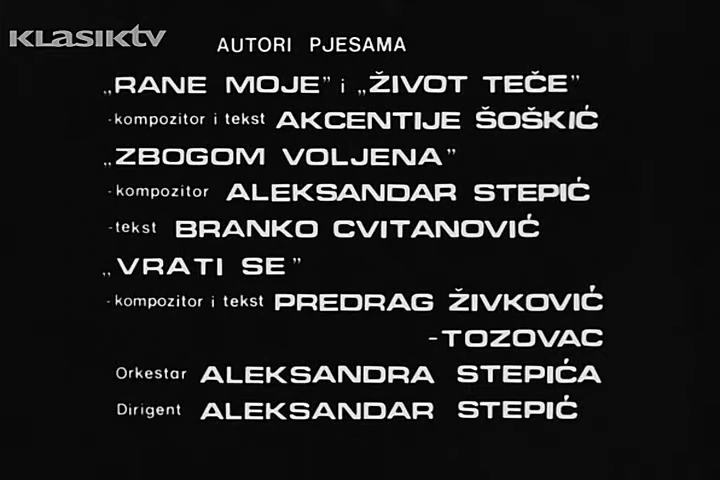 KLASIKTV
AUTORI PJESAMA
„RANE MOJE” i „ŽIVOT TEČE”
-kompozitor i tekst AKCENTIJE ŠOŠKIĆ
„ZBOGOM VOLJENA”
-kompozitor ALEKSANDAR STEPIĆ
-tekst BRANKO CVITANOVIĆ
„VRATI SE”
-kompozitor i tekst PREDRAG ŽIVKOVIĆ
-TOZOVAC
Orkestar ALEKSANDRA STEPIĆA
Dirigent ALEKSANDAR STEPIĆ